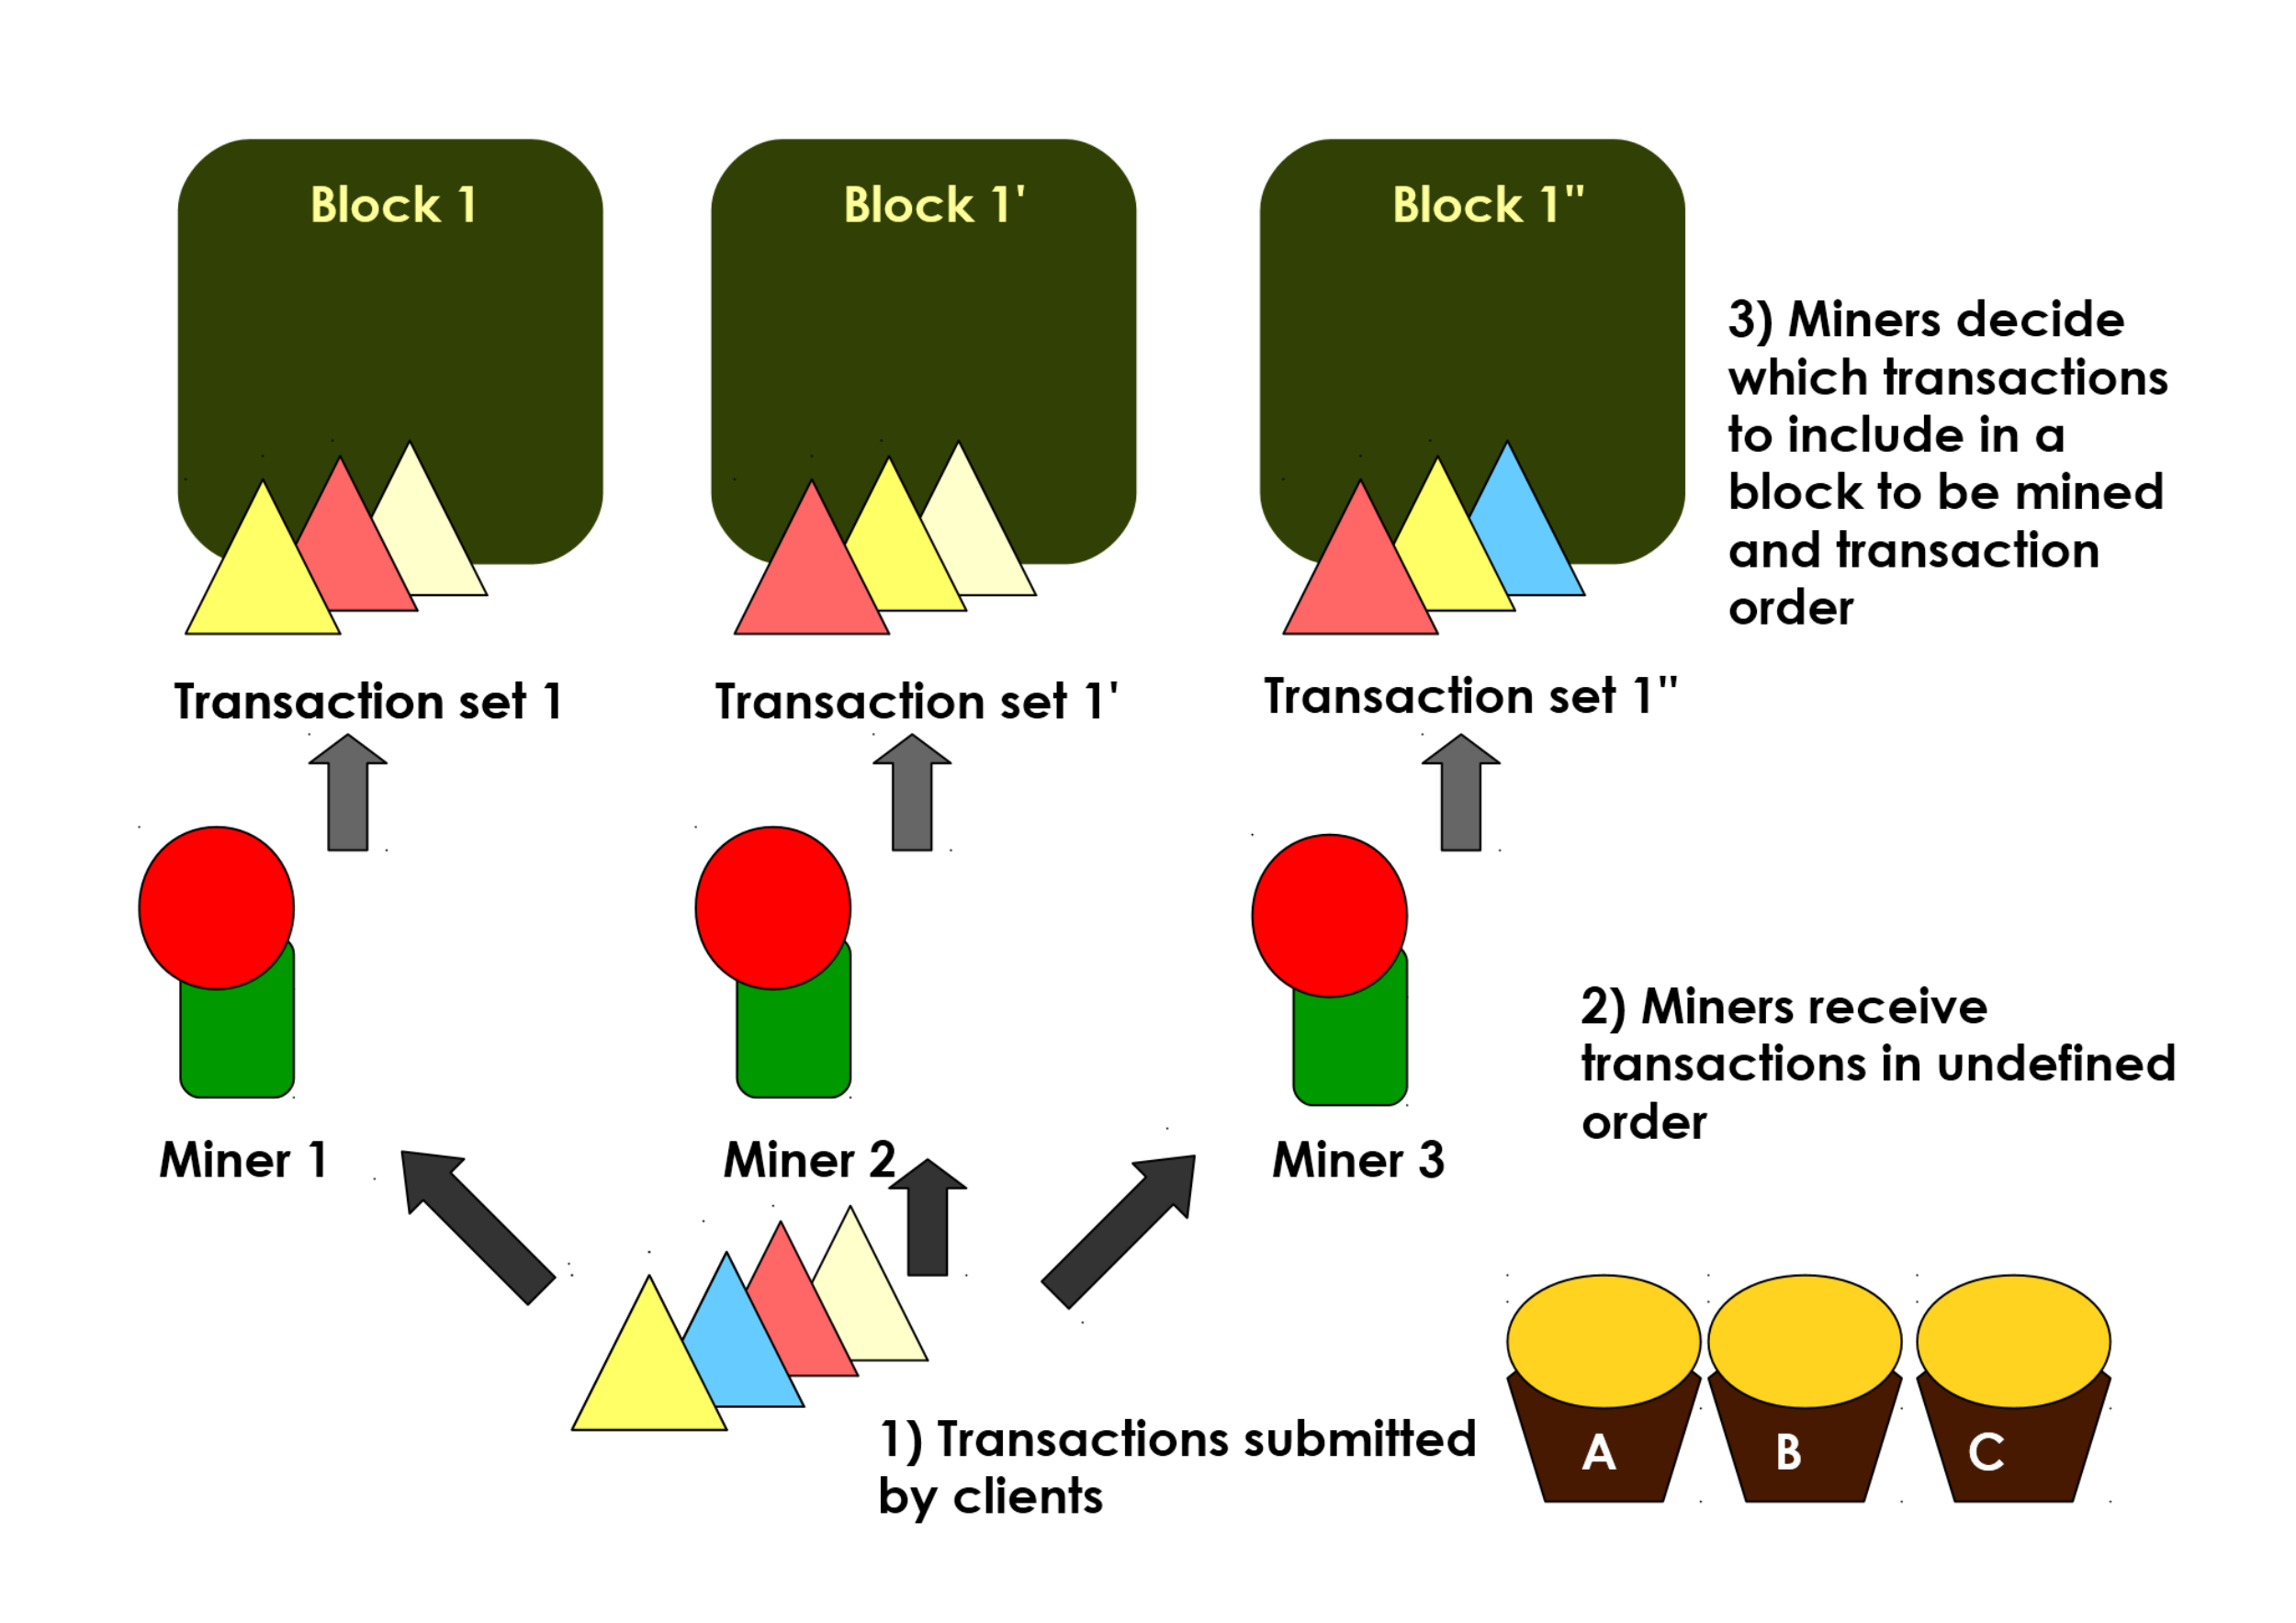 Block 1
Block 1'
Block 1"
3) Miners decide
which transactions
to include in a
block to be mined
and transaction
order
Transaction set 1
Transaction set 1'
Transaction set 1"
2) Miners receive
transactions in undefined
order
Miner 1
Miner 2
Miner 3
1) Transactions submitted
by clients
A
B
C